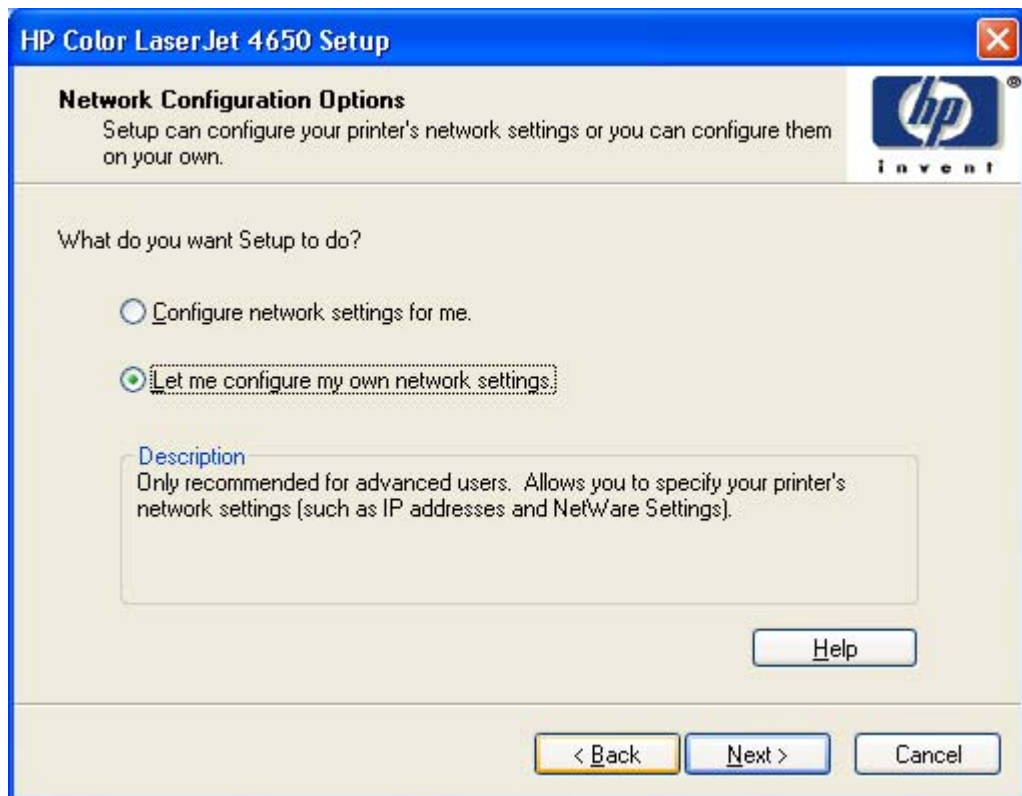 HP Color LaserJet 4650 Setup
Network Configuration Options
Setup can configure your printer's network settings or you can configure them
on your own.
hp
®
invent
What do you want Setup to do?
Configure network settings for me.
Let me configure my own network settings.
Description
Only recommended for advanced users. Allows you to specify your printer's
network settings (such as IP addresses and NetWare Settings).
Help
< Back
Next >
Cancel